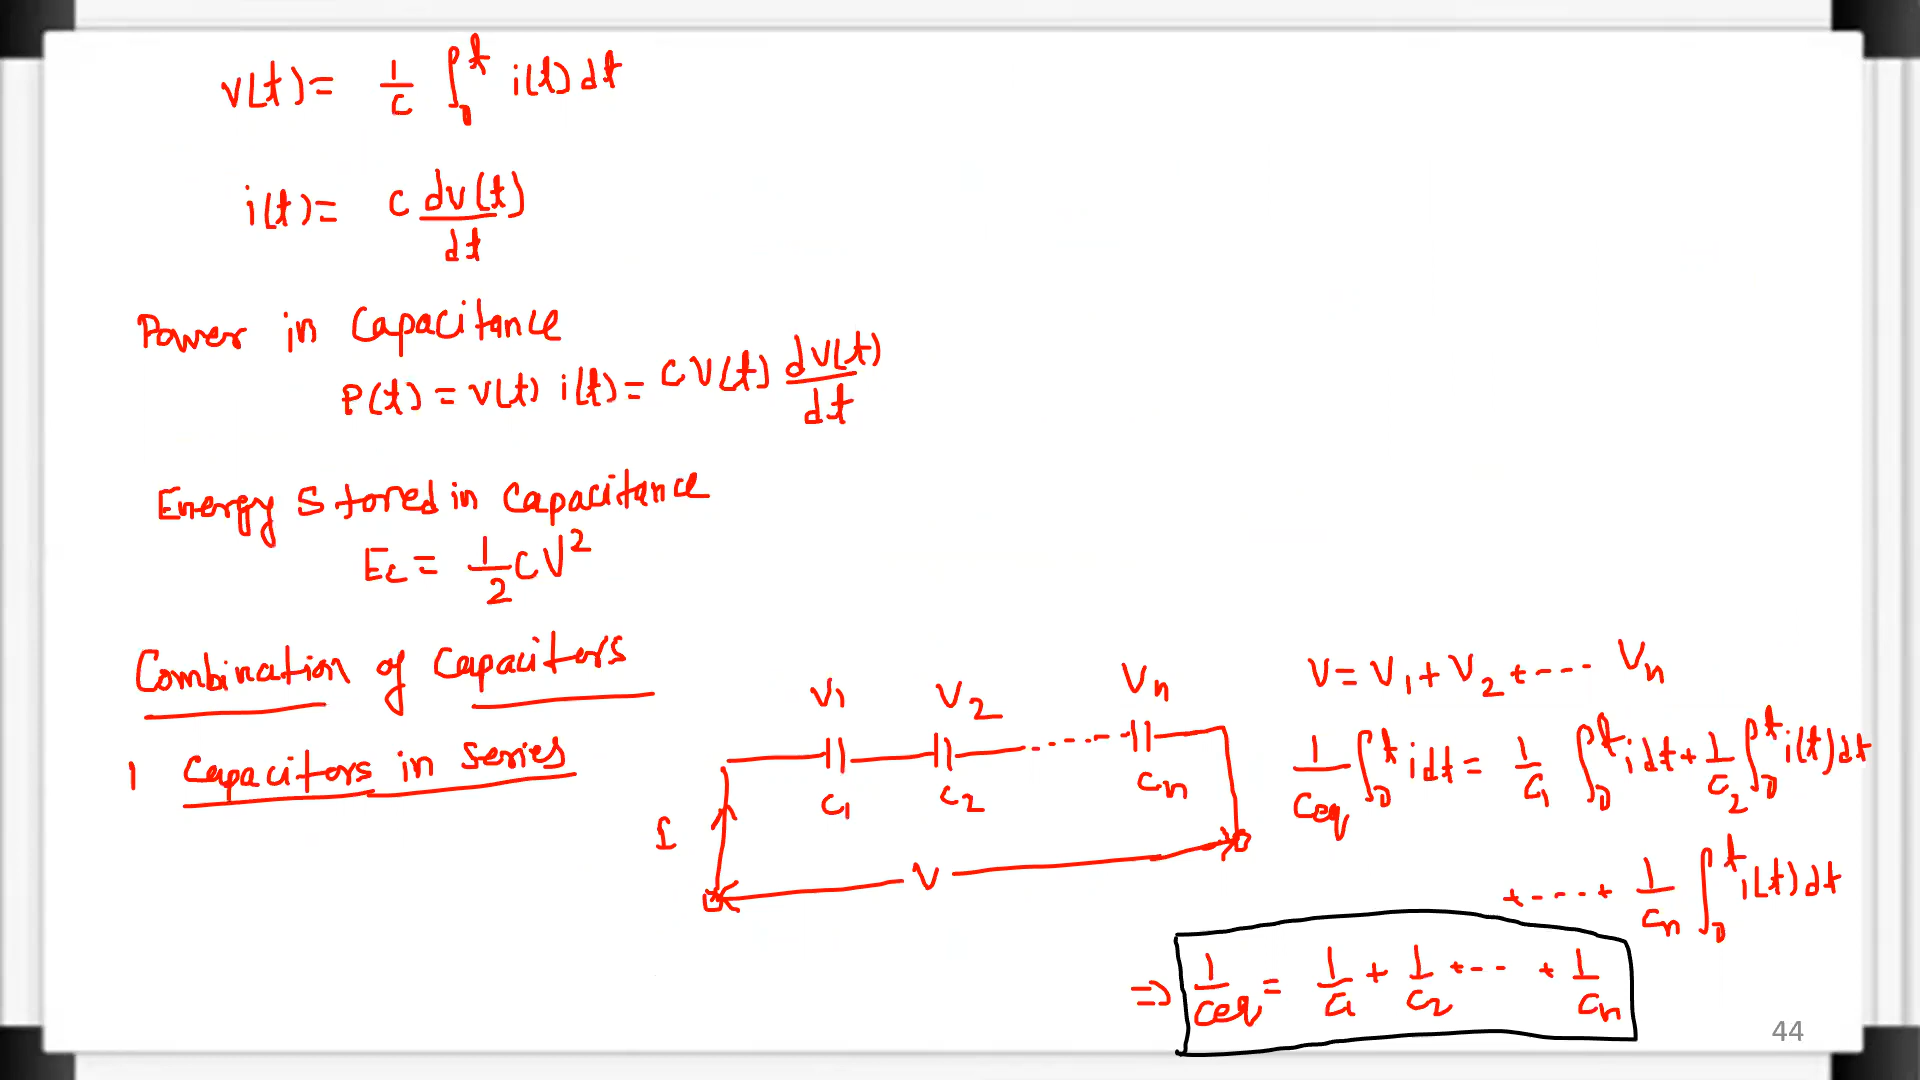 v(t) = 1/c ∫₀ᵗ i(t) dt
i(t) = c dv(t)/dt
Power in Capacitance
P(t) = v(t) i(t) = c v(t) dv(t)/dt
Energy Stored in Capacitance
Ec = 1/2 c V²
Combination of Capacitors
1 Capacitors in Series
V1 V2 Vn
C1 C2 Cn
I
V
V = V1 + V2 + ---- Vn
1/Ceq ∫₀ᵗ i dt = 1/C1 ∫₀ᵗ i dt + 1/C2 ∫₀ᵗ i(t) dt
+ ---- + 1/Cn ∫₀ᵗ i(t) dt
⇒ 1/Ceq = 1/C1 + 1/C2 + -- + 1/Cn
44